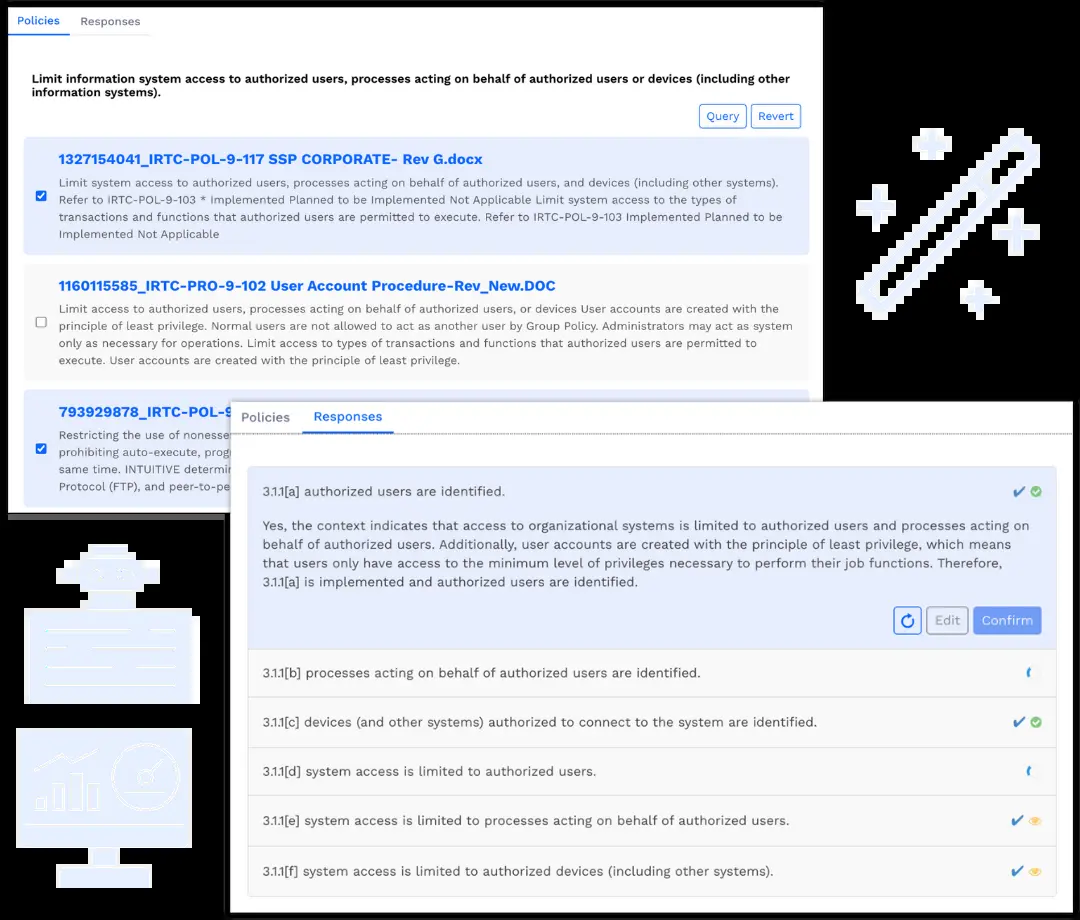 Policies Responses
Limit information system access to authorized users, processes acting on behalf of authorized users or devices (including other
information systems).
Query Revert
1327154041_IRTC-POL-9-117 SSP CORPORATE- Rev G.docx
Limit system access to authorized users, processes acting on behalf of authorized users, and devices (including other systems).
Refer to IRTC-POL-9-103 * Implemented Planned to be Implemented Not Applicable Limit system access to the types of
transactions and functions that authorized users are permitted to execute. Refer to IRTC-POL-9-103 Implemented Planned to be
Implemented Not Applicable
1160115585_IRTC-PRO-9-102 User Account Procedure-Rev_New.DOC
Limit access to authorized users, processes acting on behalf of authorized users, or devices User accounts are created with the
principle of least privilege. Normal users are not allowed to act as another user by Group Policy. Administrators may act as system
only as necessary for operations. Limit access to types of transactions and functions that authorized users are permitted to
execute. User accounts are created with the principle of least privilege.
793929878_IRTC-POL-9
Restricting the use of nonesse
prohibiting auto-execute, prog
same time. INTUITIVE determi
Protocol (FTP), and peer-to-pe
Policies Responses
3.1.1[a] authorized users are identified.
Yes, the context indicates that access to organizational systems is limited to authorized users and processes acting on
behalf of authorized users. Additionally, user accounts are created with the principle of least privilege, which means
that users only have access to the minimum level of privileges necessary to perform their job functions. Therefore,
3.1.1[a] is implemented and authorized users are identified.
Edit Confirm
3.1.1[b] processes acting on behalf of authorized users are identified.
3.1.1[c] devices (and other systems) authorized to connect to the system are identified.
3.1.1[d] system access is limited to authorized users.
3.1.1[e] system access is limited to processes acting on behalf of authorized users.
3.1.1[f] system access is limited to authorized devices (including other systems).